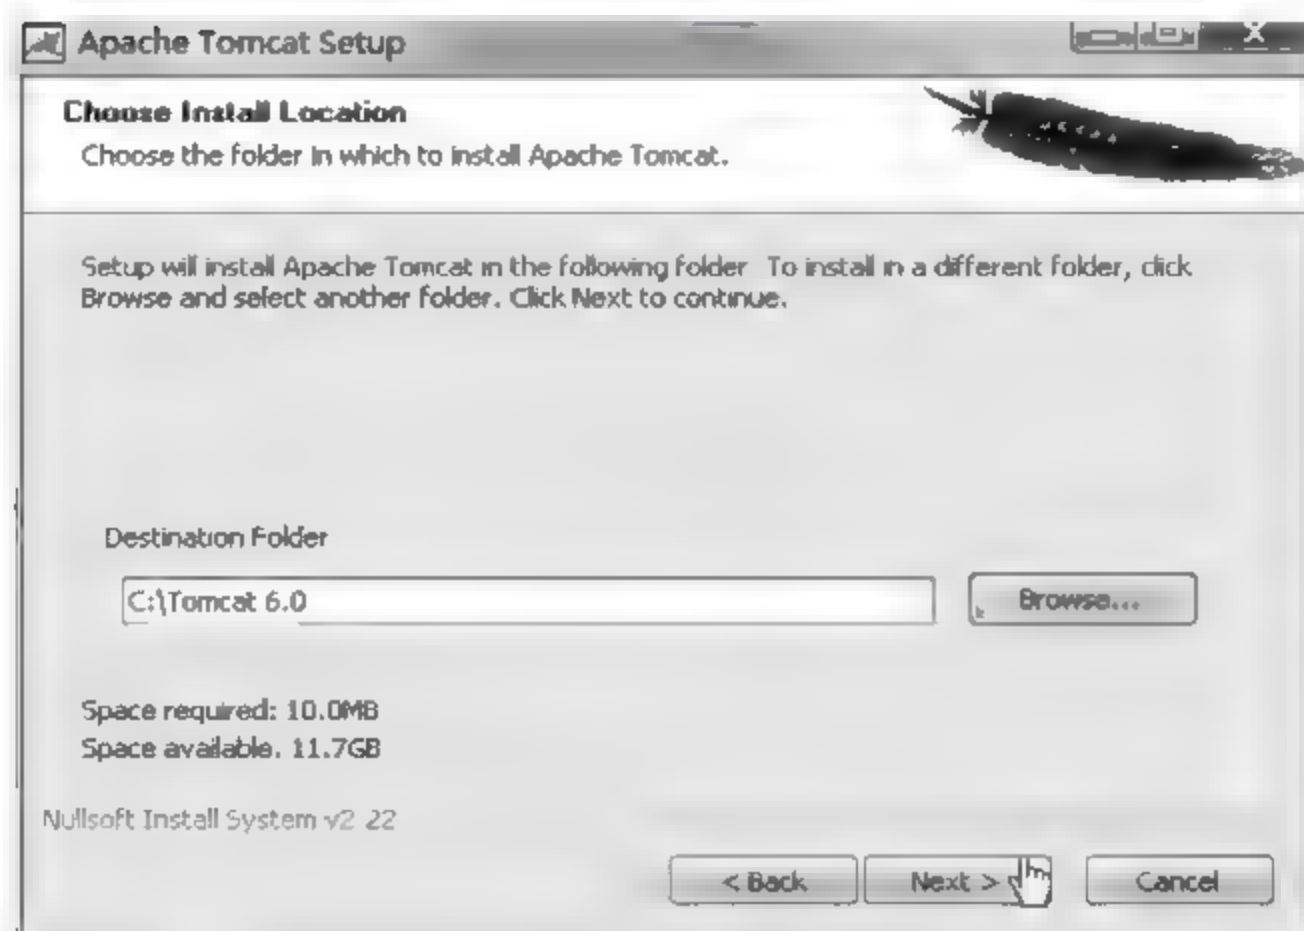 Apache Tomcat Setup
Choose Install Location
Choose the folder in which to install Apache Tomcat.
Setup will install Apache Tomcat in the following folder. To install in a different folder, click
Browse and select another folder. Click Next to continue.
Destination Folder
C:\Tomcat 6.0
Browse...
Space required: 10.0MB
Space available: 11.7GB
Nullsoft Install System v2.22
< Back
Next >
Cancel